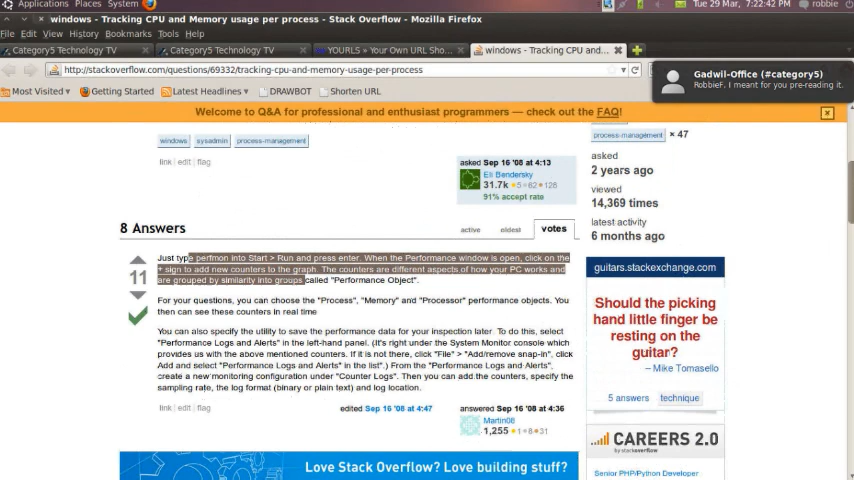 Applications Places System
Tue 29 Mar, 7:22:42 PM robbie
windows - Tracking CPU and Memory usage per process - Stack Overflow - Mozilla Firefox
File Edit View History Bookmarks Tools Help
Category5 Technology TV
Category5 Technology TV
YOURLS » Your Own URL Sho...
windows - Tracking CPU and...
http://stackoverflow.com/questions/69332/tracking-cpu-and-memory-usage-per-process
Gadwil-Office (#category5)
RobbieF. I meant for you pre-reading it.
Most Visited Getting Started Latest Headlines DRAWBOT Shorten URL
Welcome to Q&A for professional and enthusiast programmers — check out the FAQ!
windows sysadmin process-management
process-management × 47
link | edit | flag
asked Sep 16 '08 at 4:13
Eli Bendersky
31.7k 5 62 126
91% accept rate
asked
2 years ago
viewed
14,369 times
latest activity
6 months ago
8 Answers
active oldest votes
11
Just type perfmon into Start > Run and press enter. When the Performance window is open, click on the
+ sign to add new counters to the graph. The counters are different aspects of how your PC works and
are grouped by similarity into groups called "Performance Object".
For your questions, you can choose the "Process", "Memory" and "Processor" performance objects. You
then can see these counters in real time
You can also specify the utility to save the performance data for your inspection later. To do this, select
"Performance Logs and Alerts" in the left-hand panel. (It's right under the System Monitor console which
provides us with the above mentioned counters. If it is not there, click "File" > "Add/remove snap-in", click
Add and select "Performance Logs and Alerts" in the list".) From the "Performance Logs and Alerts",
create a new monitoring configuration under "Counter Logs". Then you can add the counters, specify the
sampling rate, the log format (binary or plain text) and log location.
link | edit | flag
edited Sep 16 '08 at 4:47
answered Sep 16 '08 at 4:36
Martin08
1,255 1 8 31
guitars.stackexchange.com
Should the picking
hand little finger be
resting on the
guitar?
– Mike Tomasello
5 answers technique
CAREERS 2.0
by stackoverflow
Senior PHP/Python Developer
Love Stack Overflow? Love building stuff?